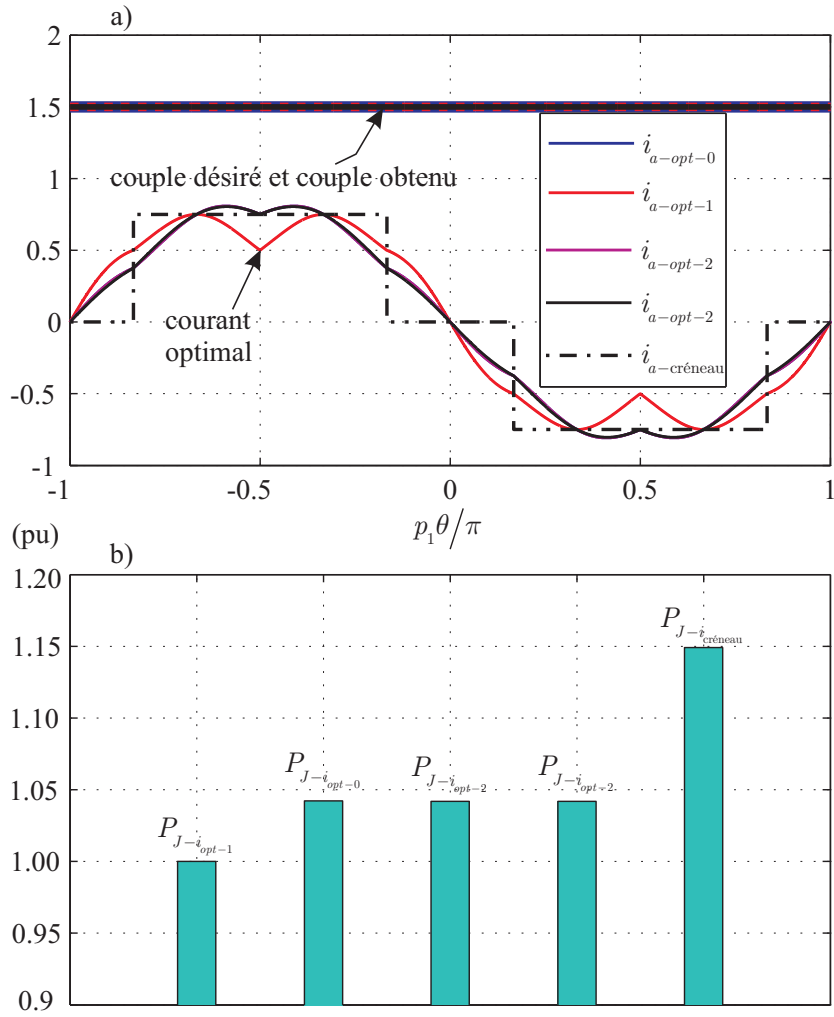 a)
2
1.5
1
0.5
0
-0.5
-1
couple désiré et couple obtenu
courant
optimal
i_{a-opt-0}
i_{a-opt-1}
i_{a-opt-2}
i_{a-opt-2}
i_{a-créneau}
-1
-0.5
0
0.5
1
p_1θ/π
(pu)
b)
1.20
1.15
1.10
1.05
1.00
0.95
0.9
P_{J-i_{opt-1}}
P_{J-i_{opt-0}}
P_{J-i_{opt-2}}
P_{J-i_{opt-2}}
P_{J-i_{créneau}}